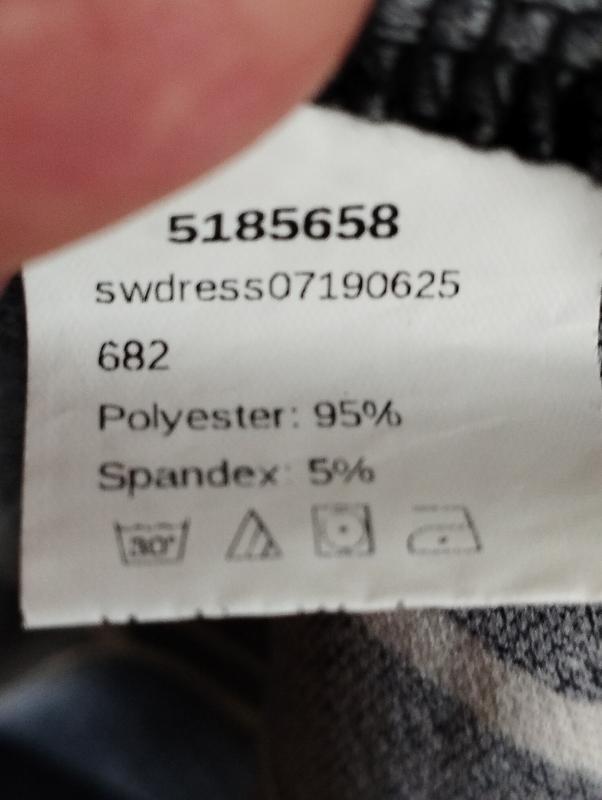 5185658
swdress07190625
682
Polyester: 95%
Spandex: 5%
30°